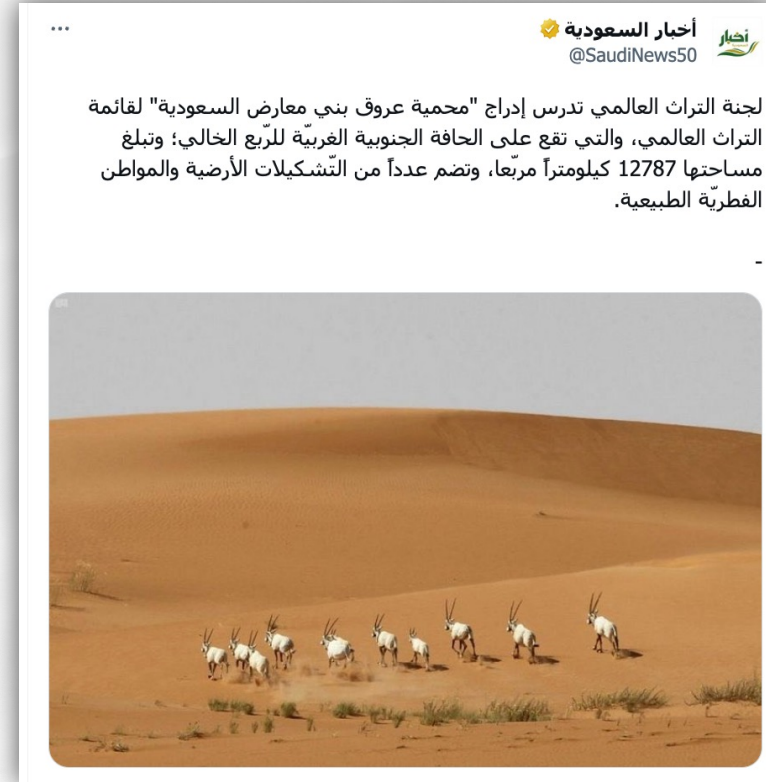 أخبار السعودية
@SaudiNews50
أخبار
...
لجنة التراث العالمي تدرس إدراج "محمية عروق بني معارض السعودية" لقائمة
التراث العالمي، والتي تقع على الحافة الجنوبية الغربيّة للرّبع الخالي؛ وتبلغ
مساحتها 12787 كيلومتراً مربّعا، وتضم عدداً من التّشكيلات الأرضية والمواطن
الفطريّة الطبيعية.
-